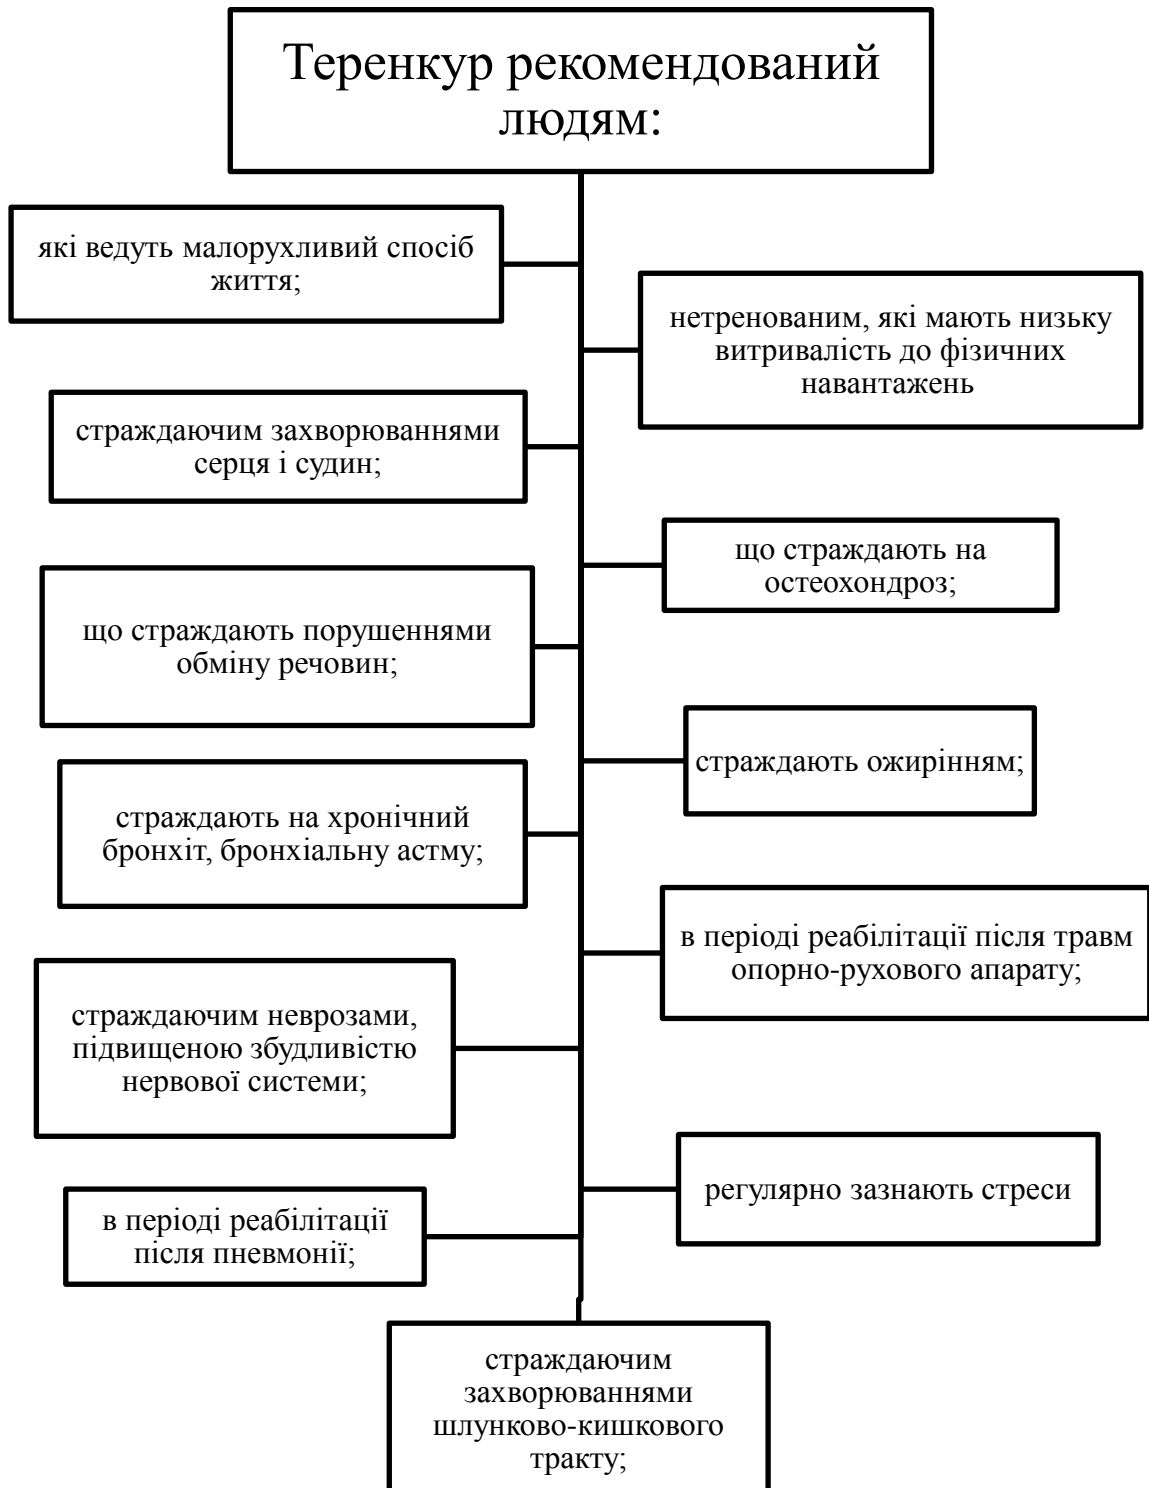 Теренкур рекомендований
людям:
які ведуть малорухливий спосіб
життя;
нетренованим, які мають низьку
витривалість до фізичних
навантажень
страждаючим захворюваннями
серця і судин;
що страждають на
остеохондроз;
що страждають порушеннями
обміну речовин;
страждають ожирінням;
страждають на хронічний
бронхіт, бронхіальну астму;
в періоді реабілітації після травм
опорно-рухового апарату;
страждаючим неврозами,
підвищеною збудливістю
нервової системи;
регулярно зазнають стреси
в періоді реабілітації
після пневмонії;
страждаючим
захворюваннями
шлунково-кишкового
тракту;